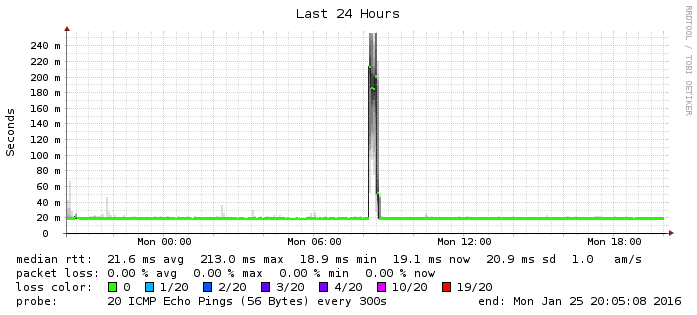 Last 24 Hours
RRDTOOL / TOBI OETIKER
Seconds
240 m
220 m
200 m
180 m
160 m
140 m
120 m
100 m
80 m
60 m
40 m
20 m
0
Mon 00:00 Mon 06:00 Mon 12:00 Mon 18:00
median rtt: 21.6 ms avg 213.0 ms max 18.9 ms min 19.1 ms now 20.9 ms sd 1.0 am/s
packet loss: 0.00 % avg 0.00 % max 0.00 % min 0.00 % now
loss color: 0 1/20 2/20 3/20 4/20 10/20 19/20
probe: 20 ICMP Echo Pings (56 Bytes) every 300s end: Mon Jan 25 20:05:08 2016